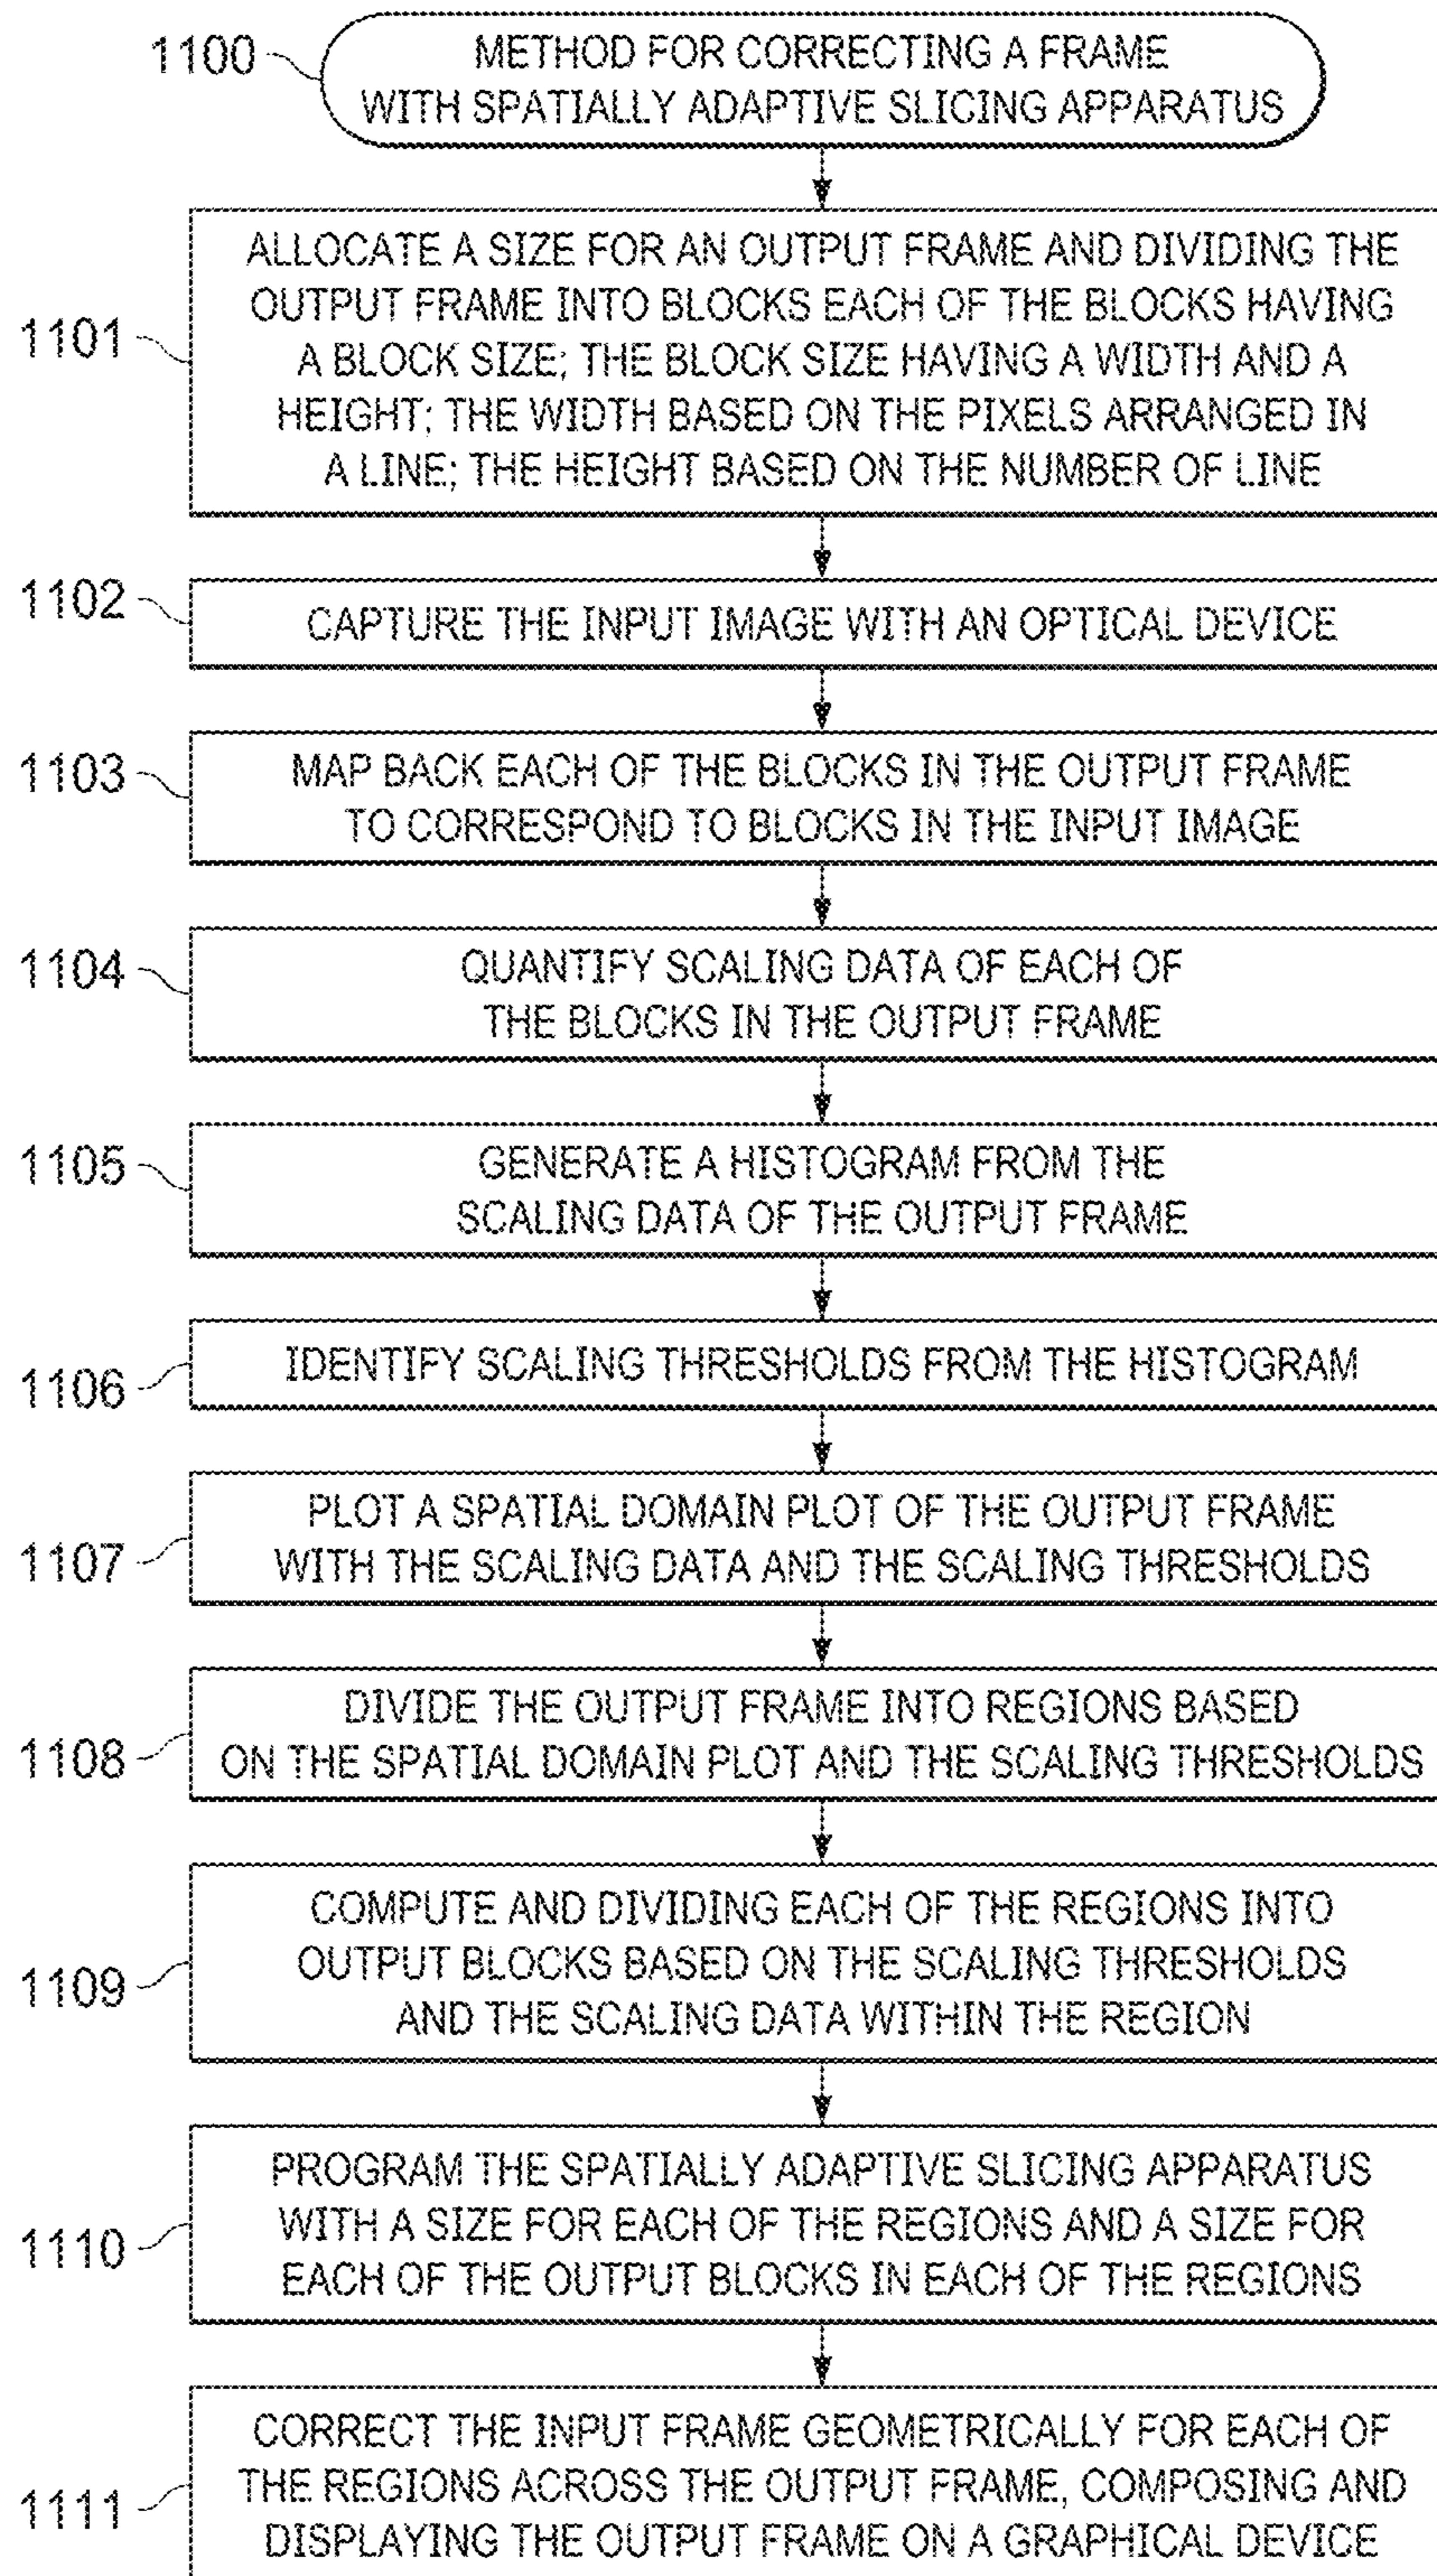 1100
METHOD FOR CORRECTING A FRAME
WITH SPATIALLY ADAPTIVE SLICING APPARATUS
1101
ALLOCATE A SIZE FOR AN OUTPUT FRAME AND DIVIDING THE
OUTPUT FRAME INTO BLOCKS EACH OF THE BLOCKS HAVING
A BLOCK SIZE; THE BLOCK SIZE HAVING A WIDTH AND A
HEIGHT; THE WIDTH BASED ON THE PIXELS ARRANGED IN
A LINE; THE HEIGHT BASED ON THE NUMBER OF LINE
1102
CAPTURE THE INPUT IMAGE WITH AN OPTICAL DEVICE
1103
MAP BACK EACH OF THE BLOCKS IN THE OUTPUT FRAME
TO CORRESPOND TO BLOCKS IN THE INPUT IMAGE
1104
QUANTIFY SCALING DATA OF EACH OF
THE BLOCKS IN THE OUTPUT FRAME
1105
GENERATE A HISTOGRAM FROM THE
SCALING DATA OF THE OUTPUT FRAME
1106
IDENTIFY SCALING THRESHOLDS FROM THE HISTOGRAM
1107
PLOT A SPATIAL DOMAIN PLOT OF THE OUTPUT FRAME
WITH THE SCALING DATA AND THE SCALING THRESHOLDS
1108
DIVIDE THE OUTPUT FRAME INTO REGIONS BASED
ON THE SPATIAL DOMAIN PLOT AND THE SCALING THRESHOLDS
1109
COMPUTE AND DIVIDING EACH OF THE REGIONS INTO
OUTPUT BLOCKS BASED ON THE SCALING THRESHOLDS
AND THE SCALING DATA WITHIN THE REGION
1110
PROGRAM THE SPATIALLY ADAPTIVE SLICING APPARATUS
WITH A SIZE FOR EACH OF THE REGIONS AND A SIZE FOR
EACH OF THE OUTPUT BLOCKS IN EACH OF THE REGIONS
1111
CORRECT THE INPUT FRAME GEOMETRICALLY FOR EACH OF
THE REGIONS ACROSS THE OUTPUT FRAME, COMPOSING AND
DISPLAYING THE OUTPUT FRAME ON A GRAPHICAL DEVICE